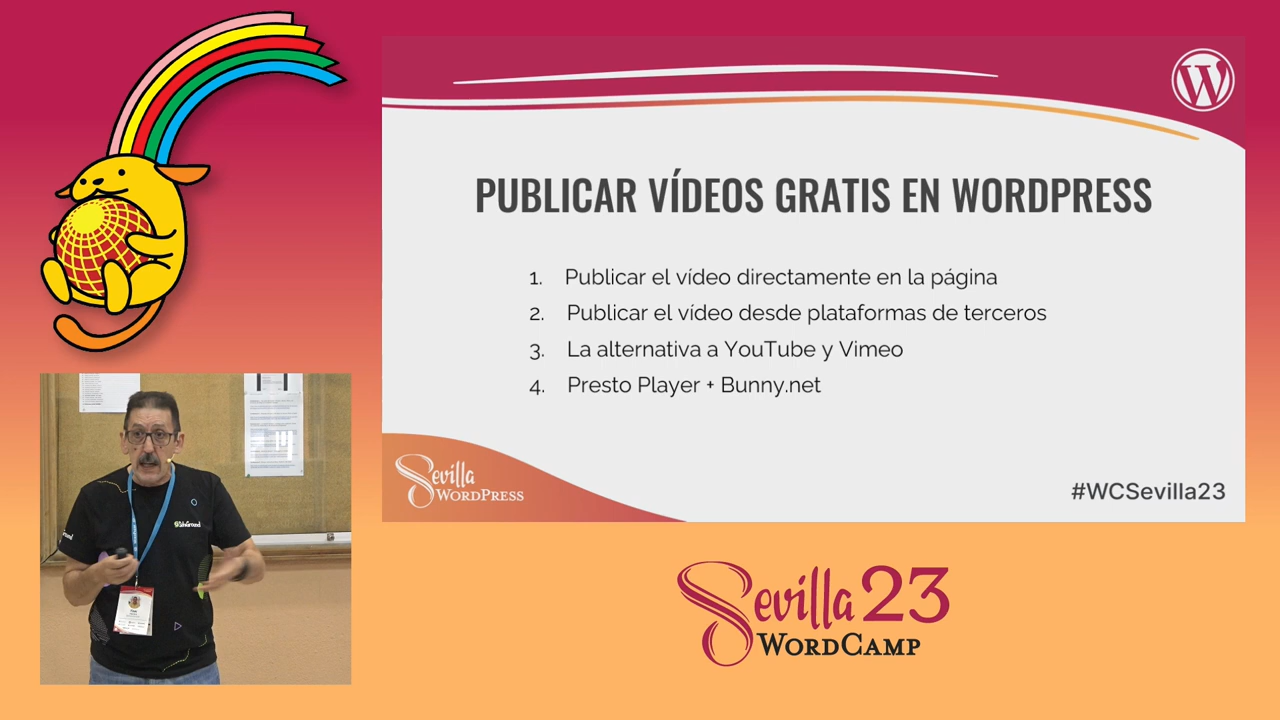 PUBLICAR VÍDEOS GRATIS EN WORDPRESS
1. Publicar el vídeo directamente en la página
2. Publicar el vídeo desde plataformas de terceros
3. La alternativa a YouTube y Vimeo
4. Presto Player + Bunny.net
Sevilla
WORDPRESS
#WCSevilla23
SiteGround
Sevilla 23
WORDCAMP